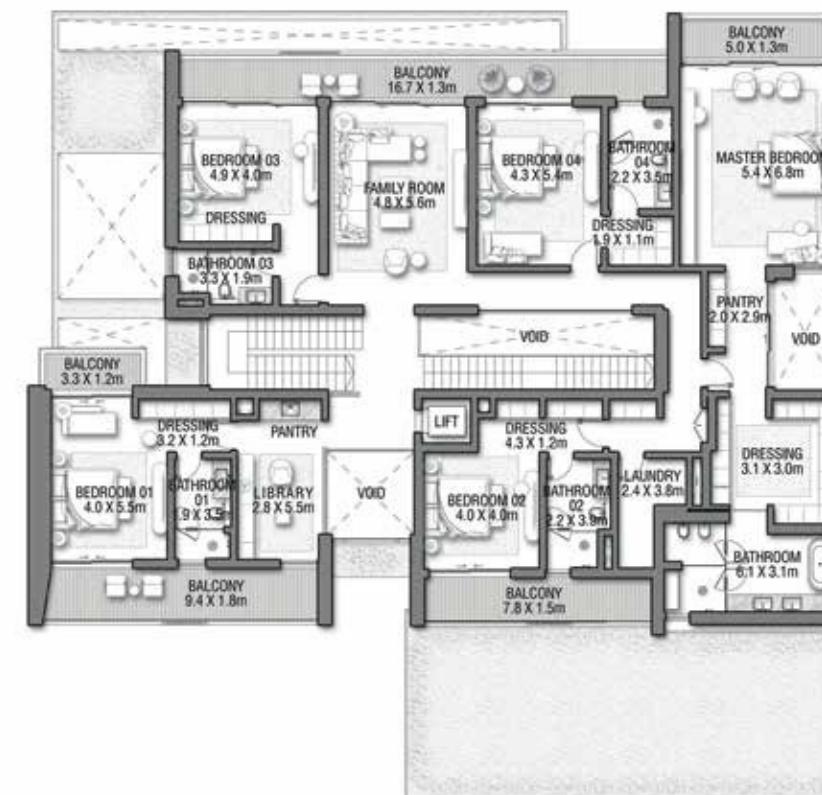 BALCONY
5.0 X 1.3m
BALCONY
16.7 X 1.3m
BEDROOM 03
4.9 X 4.0m
DRESSING
FAMILY ROOM
4.8 X 5.6m
BEDROOM 04
4.3 X 5.4m
BATHROOM
04
2.2 X 3.5m
MASTER BEDROOM
5.4 X 6.8m
DRESSING
1.9 X 1.1m
BATHROOM 03
3.3 X 1.9m
PANTRY
2.0 X 2.9m
VOID
VOID
BALCONY
3.3 X 1.2m
DRESSING
3.2 X 1.2m
PANTRY
LIFT
DRESSING
4.3 X 1.2m
DRESSING
3.1 X 3.0m
BEDROOM 01
4.0 X 5.5m
BATHROOM
01
1.9 X 3.5
LIBRARY
2.8 X 5.5m
VOID
BEDROOM 02
4.0 X 4.0m
BATHROOM
02
2.2 X 3.9m
LAUNDRY
2.4 X 3.8m
BATHROOM
6.1 X 3.1m
BALCONY
9.4 X 1.8m
BALCONY
7.8 X 1.5m